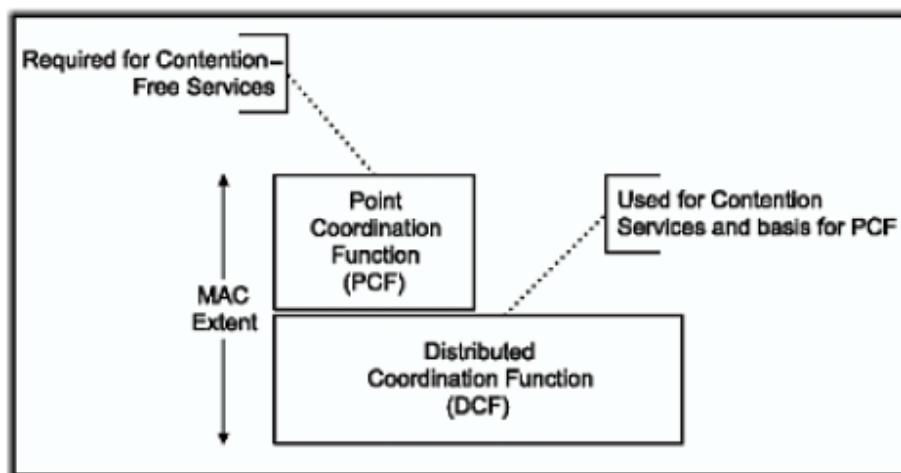 Required for Contention–
Free Services
Point
Coordination
Function
(PCF)
Used for Contention
Services and basis for PCF
MAC
Extent
Distributed
Coordination Function
(DCF)